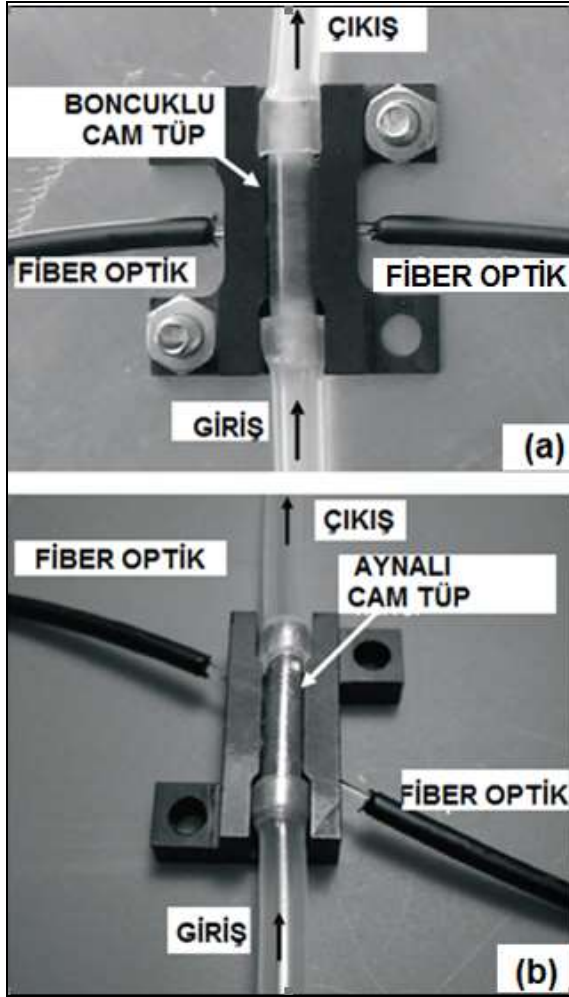 ÇIKIŞ
BONCUKLU
CAM TÜP
FİBER OPTİK
FİBER OPTİK
GİRİŞ
(a)
ÇIKIŞ
FİBER OPTİK
AYNALI
CAM TÜP
FİBER OPTİK
GİRİŞ
(b)